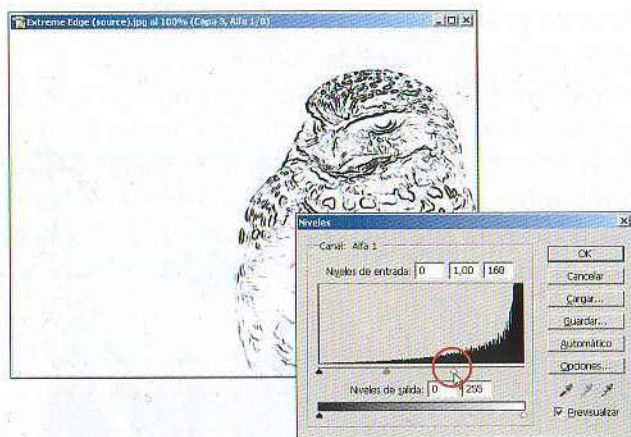 Extreme Edge (source).jpg al 100% (Capa 3, Alfa 1/8)
Niveles
Canal: Alfa 1
Niveles de entrada: 0 1,00 160
Niveles de salida: 0 255
OK
Cancelar
Cargar...
Guardar...
Automático
Opciones...
Previsualizar